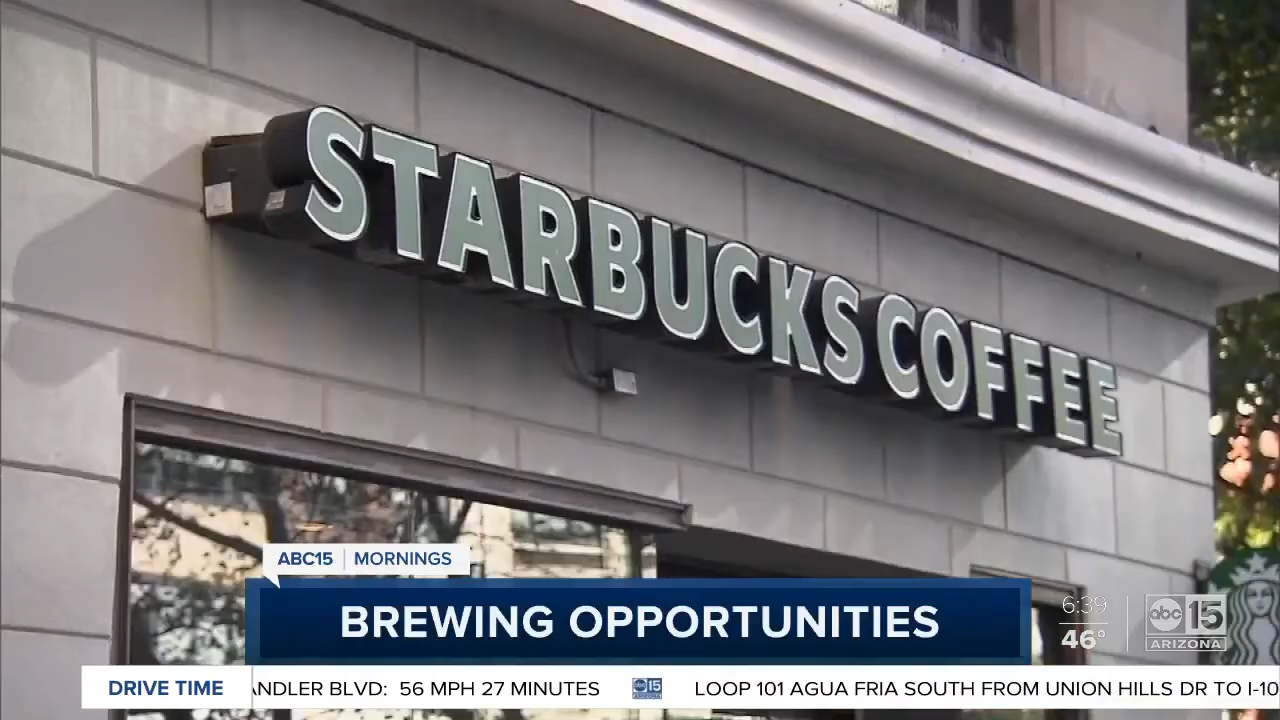 STARBUCKS COFFEE
ABC15 MORNINGS
BREWING OPPORTUNITIES
6:39
46°
abc 15
ARIZONA
DRIVE TIME
ANDLER BLVD: 56 MPH 27 MINUTES
abc 15
LOOP 101 AGUA FRIA SOUTH FROM UNION HILLS DR TO I-10